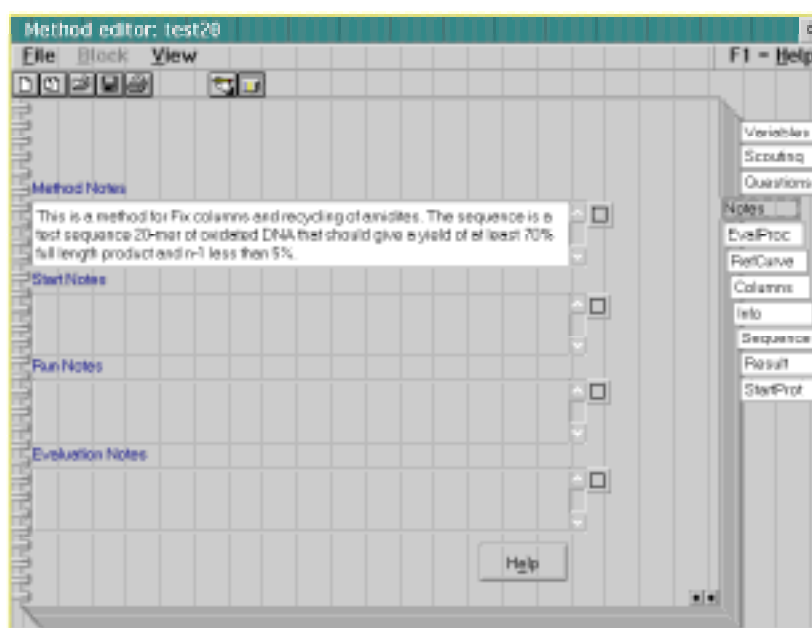 Method editor: test20
File Block View F1 - Help
Variables
Scouting
Questions
Method Notes
Notes
This is a method for Fix columns and recycling of amidites. The sequence is a
test sequence 20-mer of oxidated DNA that should give a yield of at least 70%
full length product and n-1 less than 5%.
EvalProc
RefCurve
Start Notes
Columns
Info
Sequence
Run Notes
Result
StartProt
Evaluation Notes
Help